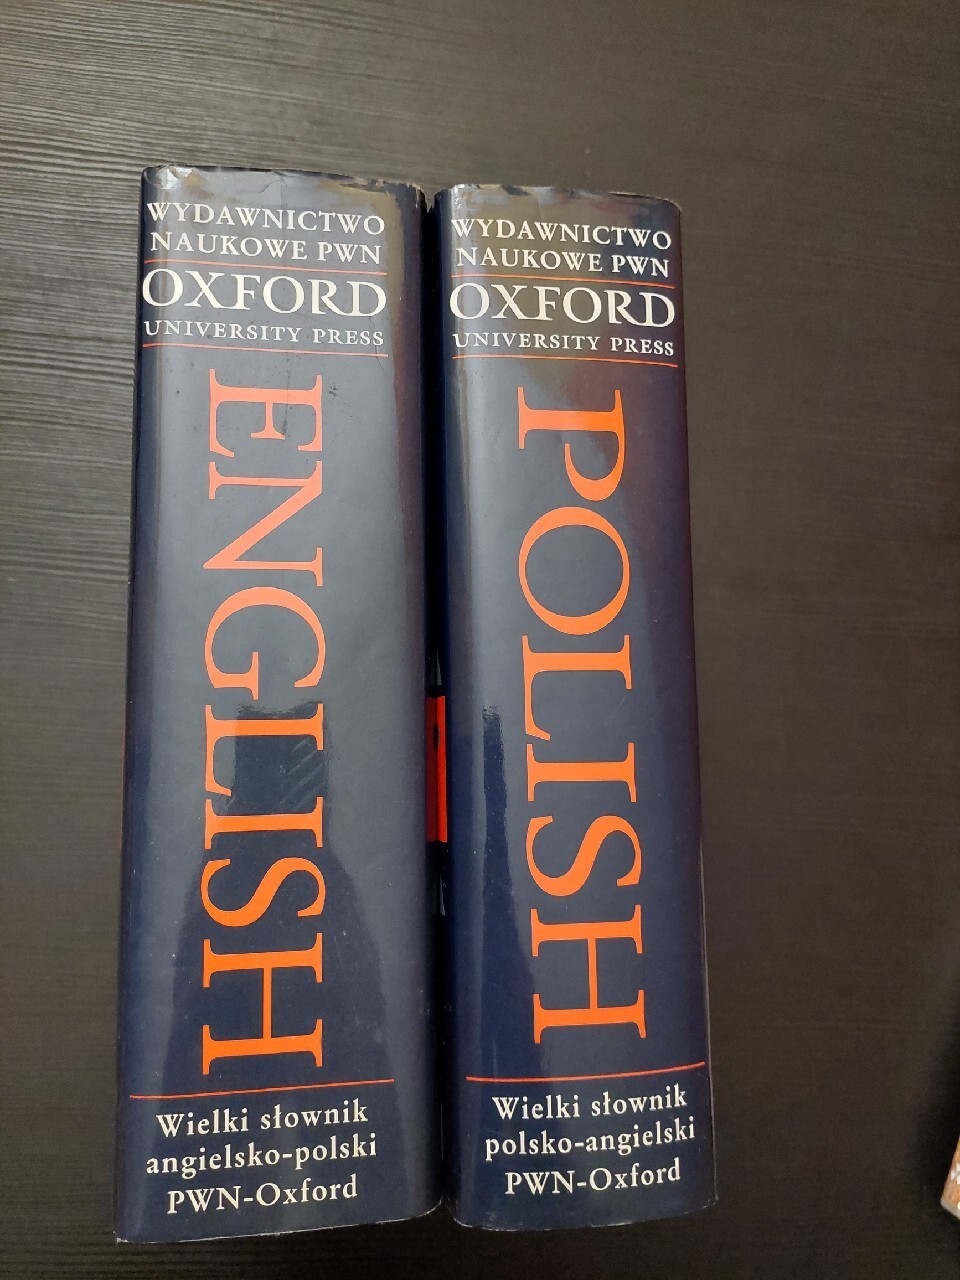 WYDAWNICTWO
NAUKOWE PWN
OXFORD
UNIVERSITY PRESS
ENGLISH
Wielki słownik
angielsko-polski
PWN-Oxford
WYDAWNICTWO
NAUKOWE PWN
OXFORD
UNIVERSITY PRESS
POLISH
Wielki słownik
polsko-angielski
PWN-Oxford